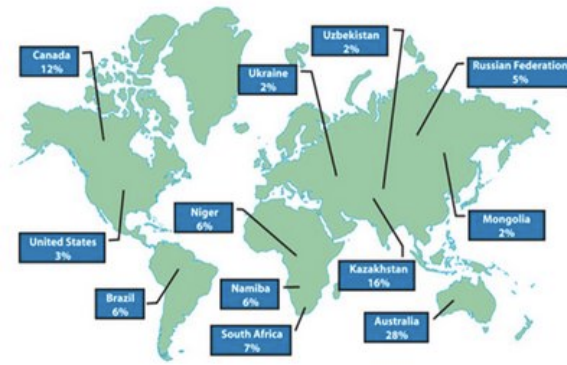 Uzbekistan
2%
Canada
12%
Ukraine
2%
Russian Federation
5%
Niger
6%
Mongolia
2%
United States
3%
Kazakhstan
16%
Brazil
6%
Namiba
6%
South Africa
7%
Australia
28%